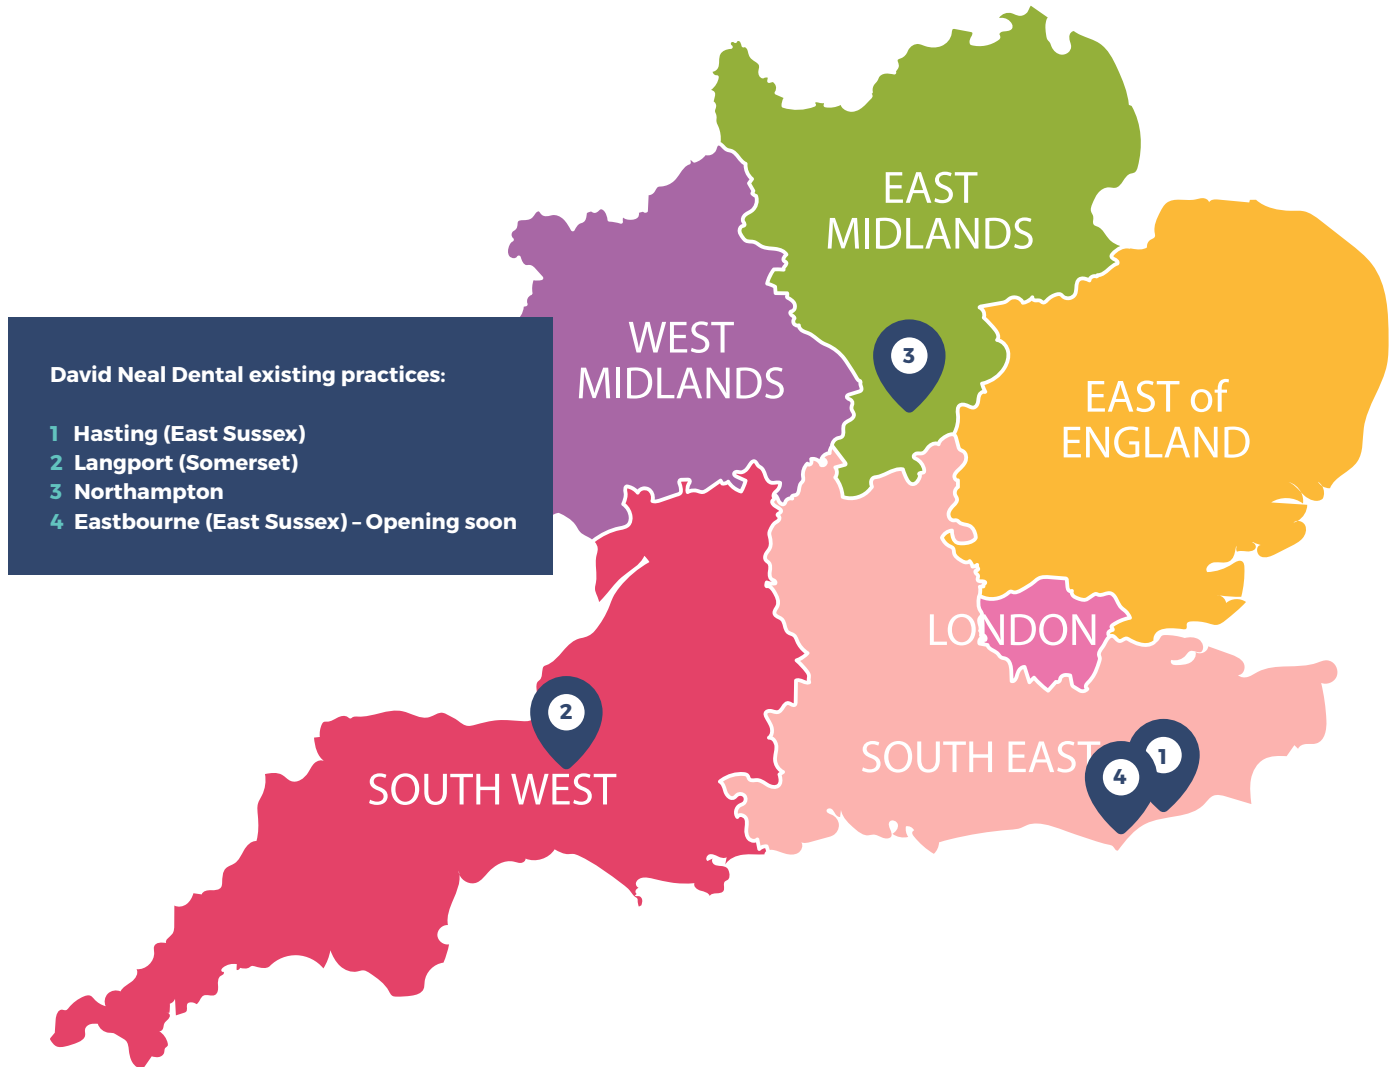 EAST
MIDLANDS
WEST
MIDLANDS
3
David Neal Dental existing practices:
1 Hasting (East Sussex)
2 Langport (Somerset)
3 Northampton
4 Eastbourne (East Sussex) – Opening soon
EAST of
ENGLAND
LONDON
2
SOUTH WEST
SOUTH EAST
1
4